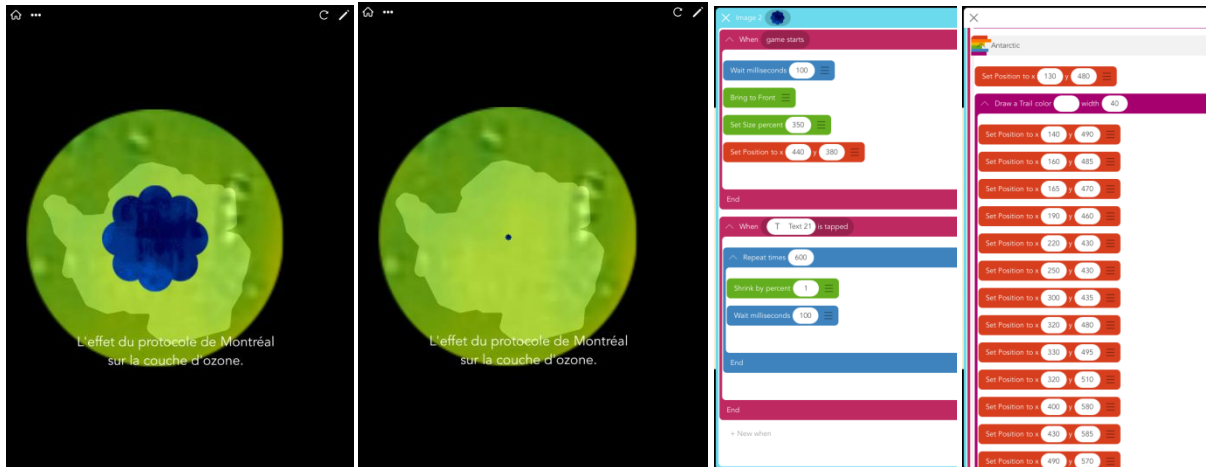 L'effet du protocole de Montréal
sur la couche d'ozone.
L'effet du protocole de Montréal
sur la couche d'ozone.
Image 2
When game starts
Wait milliseconds 100
Bring to Front
Set Size percent 350
Set Position to x 440 y 380
End
When T Text 21 is tapped
Repeat times 600
Shrink by percent 1
Wait milliseconds 100
End
End
+ New when
Antarctic
Set Position to x 130 y 480
Draw a Trail color width 40
Set Position to x 140 y 490
Set Position to x 160 y 485
Set Position to x 165 y 470
Set Position to x 190 y 460
Set Position to x 220 y 430
Set Position to x 250 y 430
Set Position to x 300 y 435
Set Position to x 320 y 480
Set Position to x 330 y 495
Set Position to x 320 y 510
Set Position to x 400 y 580
Set Position to x 430 y 585
Set Position to x 490 y 570